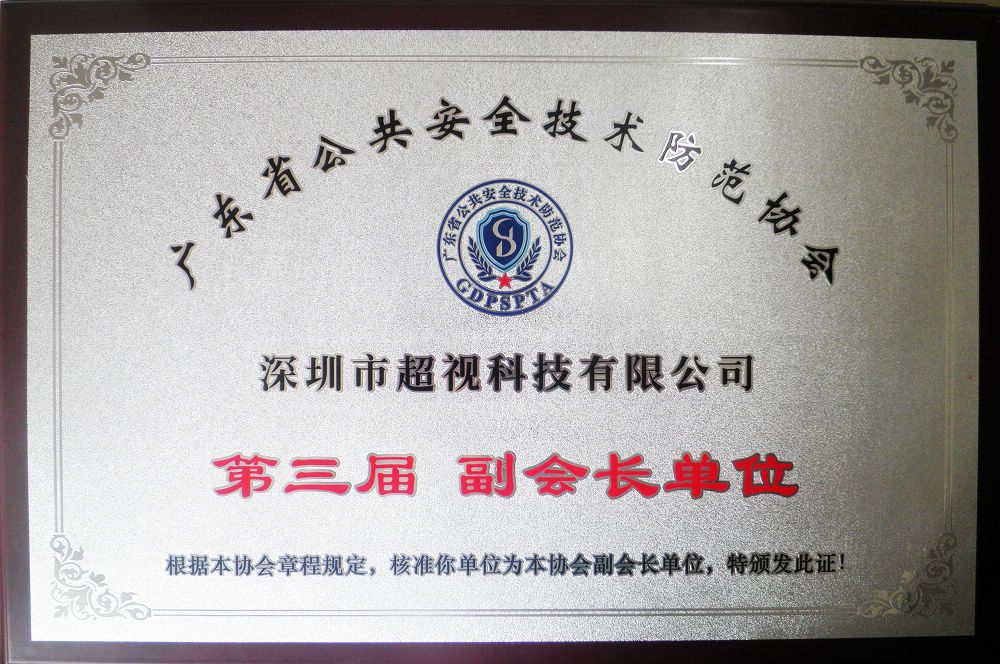 广东省公共安全技术防范协会
广东省公共安全技术防范协会
GDPSPTA
深圳市超视科技有限公司
第三届 副会长单位
根据本协会章程规定，核准你单位为本协会副会长单位，特颁发此证！